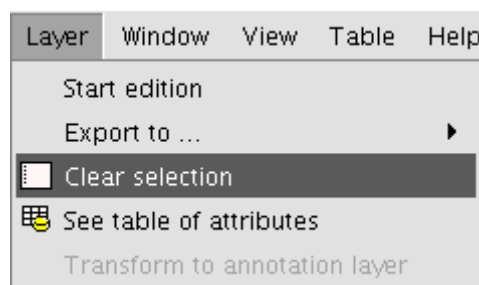 Layer Window View Table Help
Start edition
Export to ...
Clear selection
See table of attributes
Transform to annotation layer